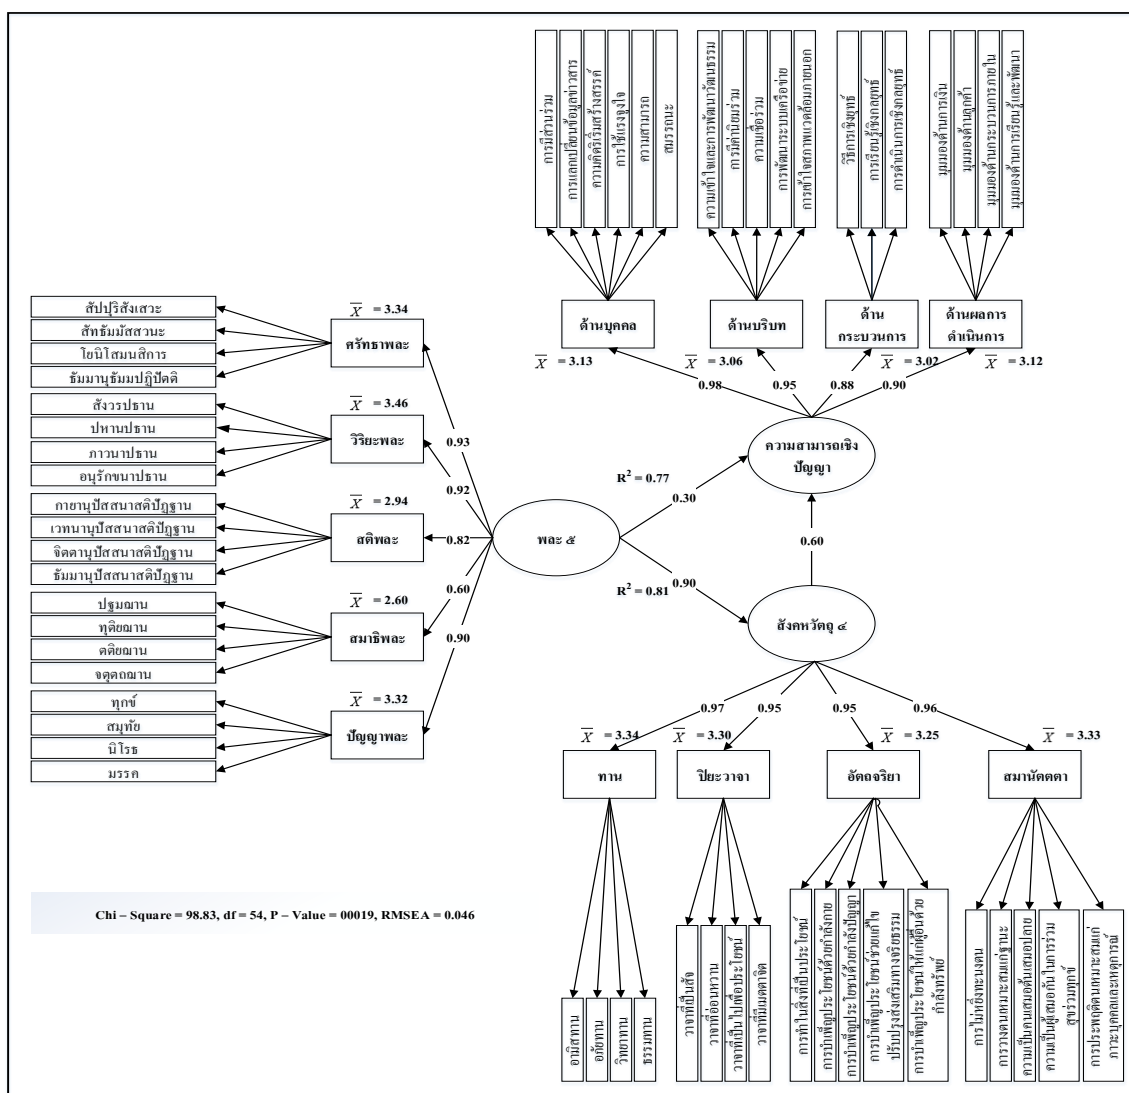 การมีส่วนร่วม
การแลกเปลี่ยนข้อมูลข่าวสาร
ความคิดริเริ่มสร้างสรรค์
การใช้แรงจูงใจ
ความสามารถ
สมรรถนะ
ความเข้าใจและการพัฒนาวัฒนธรรม
การมีค่านิยมร่วม
ความเชื่อร่วม
การพัฒนาระบบเครือข่าย
การเข้าใจสภาพแวดล้อมภายนอก
วิธีการเชิงยุทธ์
การเรียนรู้เชิงกลยุทธ์
การดำเนินการเชิงกลยุทธ์
มุมมองด้านการเงิน
มุมมองด้านลูกค้า
มุมมองด้านกระบวนการภายใน
มุมมองด้านการเรียนรู้และพัฒนา
ด้านบุคคล
ด้านบริบท
ด้าน
กระบวนการ
ด้านผลการ
ดำเนินการ
X̄ = 3.13
X̄ = 3.06
X̄ = 3.02
X̄ = 3.12
0.98
0.95
0.88
0.90
ความสามารถเชิง
ปัญญา
สัปปุริสังเสวะ
สัทธัมมัสสวนะ
โยนิโสมนสิการ
ธัมมานุธัมมปฏิปัตติ
X̄ = 3.34
ศรัทธาพละ
สังวรปธาน
ปหานปธาน
ภาวนาปธาน
อนุรักขนาปธาน
X̄ = 3.46
วิริยะพละ
กายานุปัสสนาสติปัฏฐาน
เวทนานุปัสสนาสติปัฏฐาน
จิตตานุปัสสนาสติปัฏฐาน
ธัมมานุปัสสนาสติปัฏฐาน
X̄ = 2.94
สติพละ
ปฐมฌาน
ทุติยฌาน
ตติยฌาน
จตุตถฌาน
X̄ = 2.60
สมาธิพละ
ทุกข์
สมุทัย
นิโรธ
มรรค
X̄ = 3.32
ปัญญาพละ
0.93
0.92
0.82
0.60
0.90
พละ ๕
R² = 0.77
0.30
0.60
R² = 0.81
0.90
สังคหวัตถุ ๔
0.97
0.95
0.95
0.96
X̄ = 3.34
X̄ = 3.30
X̄ = 3.25
X̄ = 3.33
ทาน
ปิยะวาจา
อัตถจริยา
สมานัตตตา
อามิสทาน
อภัยทาน
วิทยาทาน
ธรรมทาน
วาจาที่เป็นสัจ
วาจาที่อ่อนหวาน
วาจาที่เป็นไปเพื่อประโยชน์
วาจาที่มีเมตตาจิต
การทำในสิ่งที่เป็นประโยชน์
การบำเพ็ญประโยชน์ด้วยกำลังกาย
การบำเพ็ญประโยชน์ด้วยกำลังปัญญา
การบำเพ็ญประโยชน์ช่วยแก้ไข
ปรับปรุงส่งเสริมทางจริยธรรม
การบำเพ็ญประโยชน์ให้แก่ผู้อื่นด้วย
กำลังทรัพย์
การไม่เย่อหยิ่งทะนงตน
การวางตนเหมาะสมแก่ฐานะ
ความเป็นคนเสมอต้นเสมอปลาย
ความเป็นผู้เสมอกันในการร่วม
สุขร่วมทุกข์
การประพฤติตนเหมาะสมแก่
ภาวะบุคคลและเหตุการณ์
Chi – Square = 98.83, df = 54, P – Value = 00019, RMSEA = 0.046